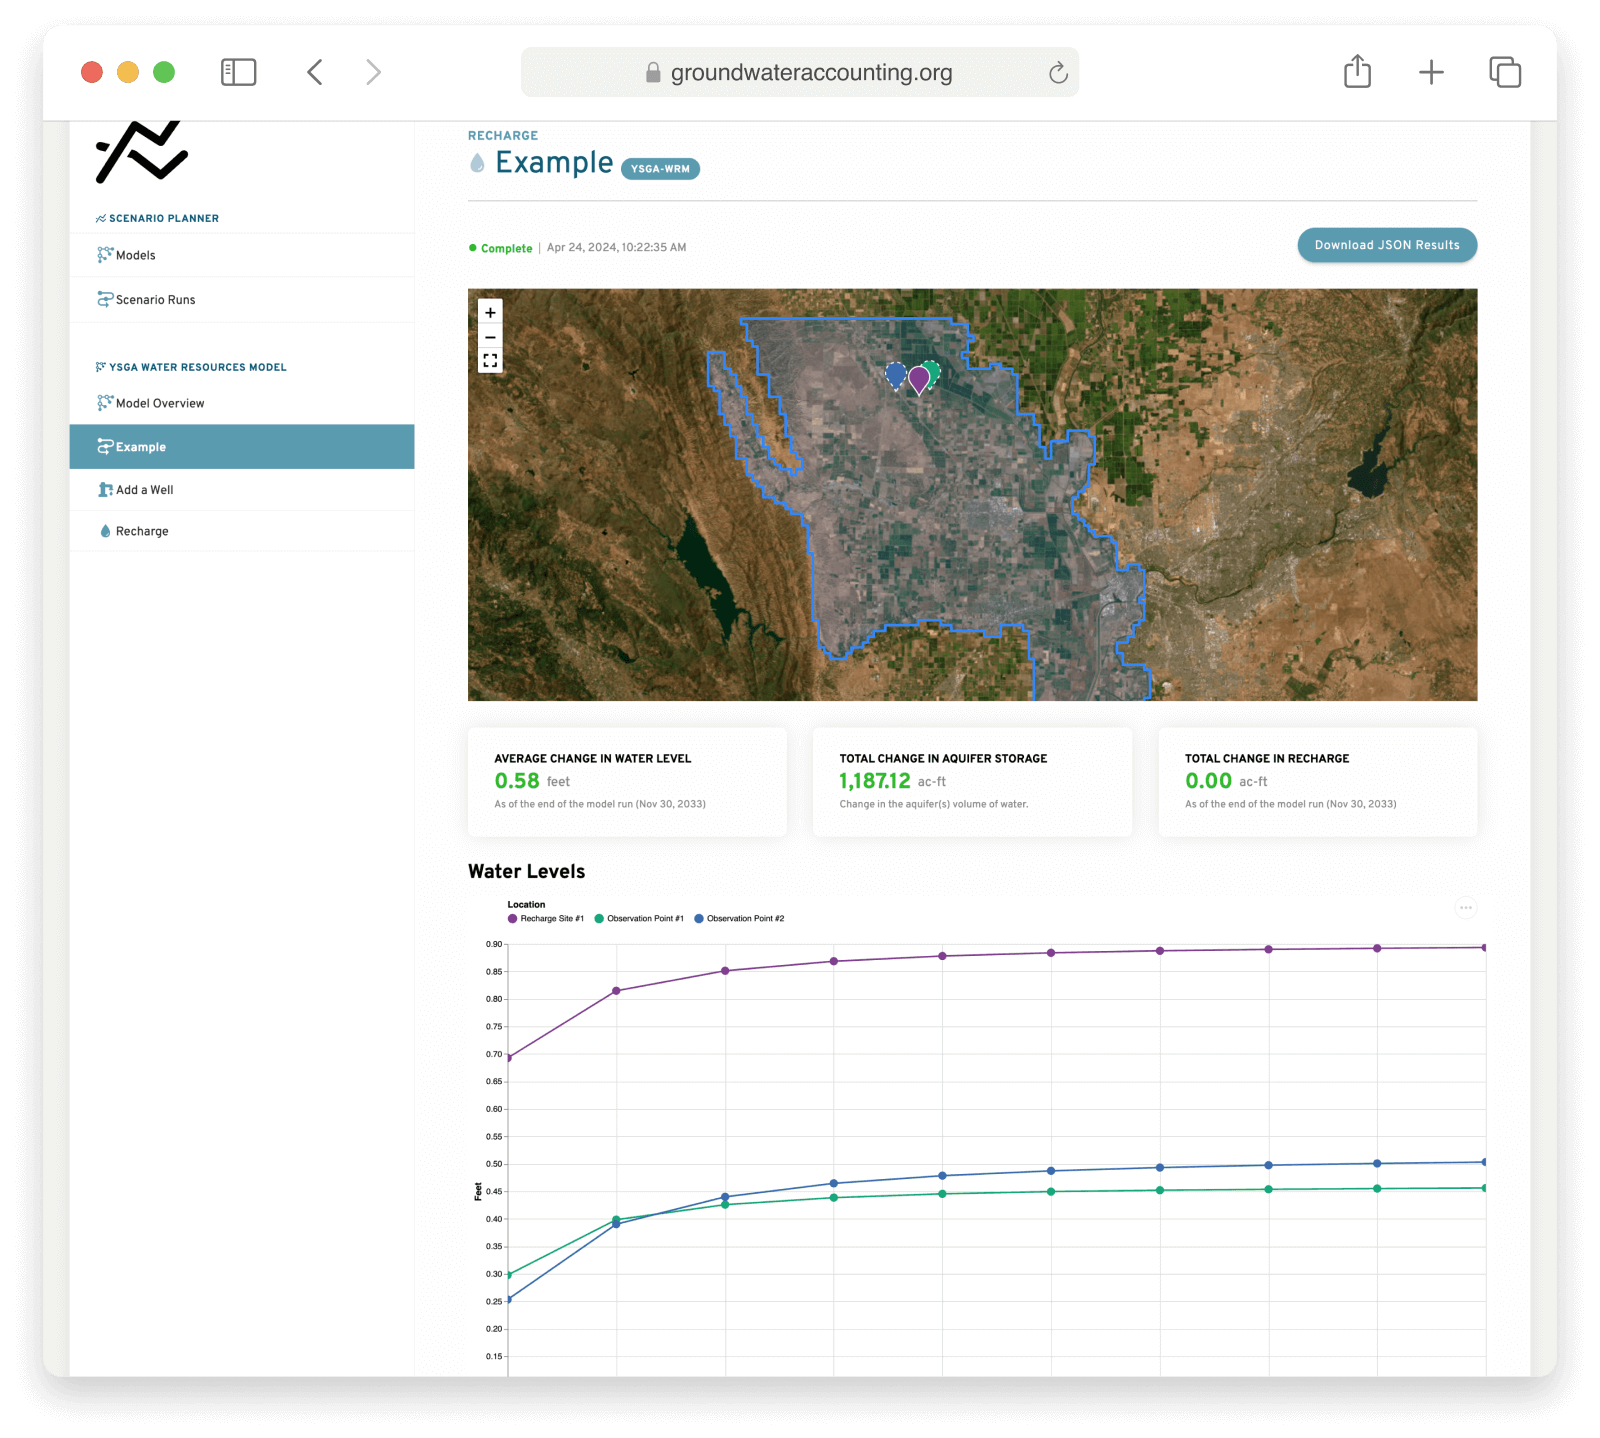 groundwateraccounting.org
SCENARIO PLANNER
Models
Scenario Runs
YSGA WATER RESOURCES MODEL
Model Overview
Example
Add a Well
Recharge
RECHARGE
Example YSGA-WRM
Complete | Apr 24, 2024, 10:22:35 AM
Download JSON Results
+
−
AVERAGE CHANGE IN WATER LEVEL
0.58 feet
As of the end of the model run (Nov 30, 2033)
TOTAL CHANGE IN AQUIFER STORAGE
1,187.12 ac-ft
Change in the aquifer(s) volume of water.
TOTAL CHANGE IN RECHARGE
0.00 ac-ft
As of the end of the model run (Nov 30, 2033)
Water Levels
Location
Recharge Site #1 Observation Point #1 Observation Point #2
0.90
0.85
0.80
0.75
0.70
0.65
0.60
0.55
0.50
0.45
0.40
0.35
0.30
0.25
0.20
0.15
Feet